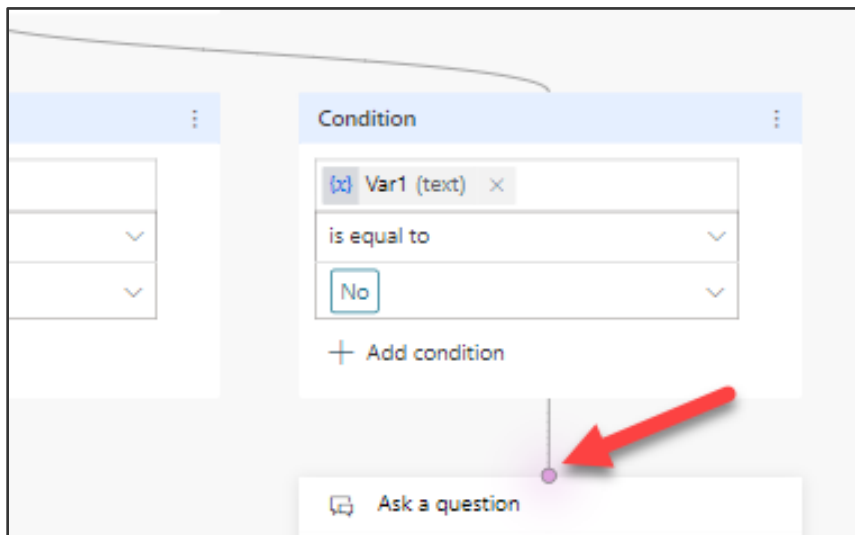 Condition
{x} Var1 (text)
is equal to
No
Add condition
Ask a question